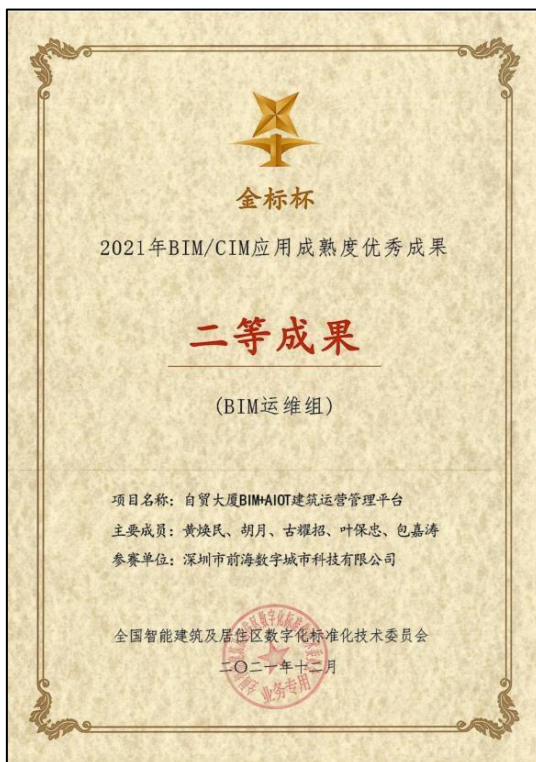 金标杯
2021年BIM/CIM应用成熟度优秀成果
二等成果
(BIM运维组)
项目名称：自贸大厦BIM+AIOT建筑运营管理平台
主要成员：黄焕民、胡月、古耀招、叶保忠、包嘉涛
参赛单位：深圳市前海数字城市科技有限公司
全国智能建筑及居住区数字化标准化技术委员会
二〇二一年十二月
业务专用